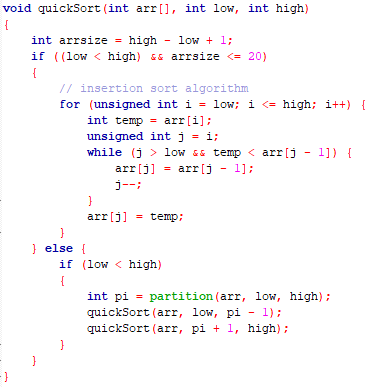 void quickSort(int arr[], int low, int high)
{
    int arrsize = high - low + 1;
    if ((low < high) && arrsize <= 20)
    {
        // insertion sort algorithm
        for (unsigned int i = low; i <= high; i++) {
            int temp = arr[i];
            unsigned int j = i;
            while (j > low && temp < arr[j - 1]) {
                arr[j] = arr[j - 1];
                j--;
            }
            arr[j] = temp;
        }
    } else {
        if (low < high)
        {
            int pi = partition(arr, low, high);
            quickSort(arr, low, pi - 1);
            quickSort(arr, pi + 1, high);
        }
    }
}